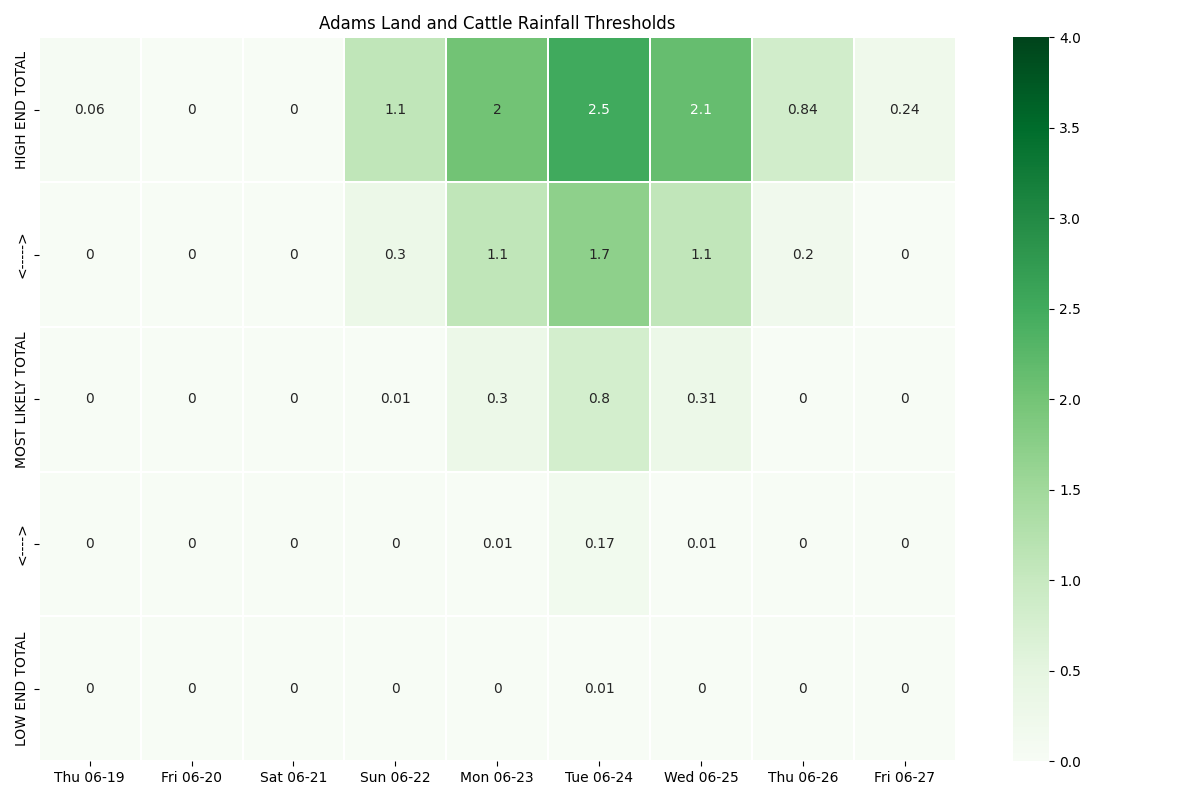 Adams Land and Cattle Rainfall Thresholds
HIGH END TOTAL
0.06 0 0 1.1 2 2.5 2.1 0.84 0.24
<----->
0 0 0 0.3 1.1 1.7 1.1 0.2 0
MOST LIKELY TOTAL
0 0 0 0.01 0.3 0.8 0.31 0 0
<---->
0 0 0 0 0.01 0.17 0.01 0 0
LOW END TOTAL
0 0 0 0 0 0.01 0 0 0
Thu 06-19 Fri 06-20 Sat 06-21 Sun 06-22 Mon 06-23 Tue 06-24 Wed 06-25 Thu 06-26 Fri 06-27
4.0
3.5
3.0
2.5
2.0
1.5
1.0
0.5
0.0